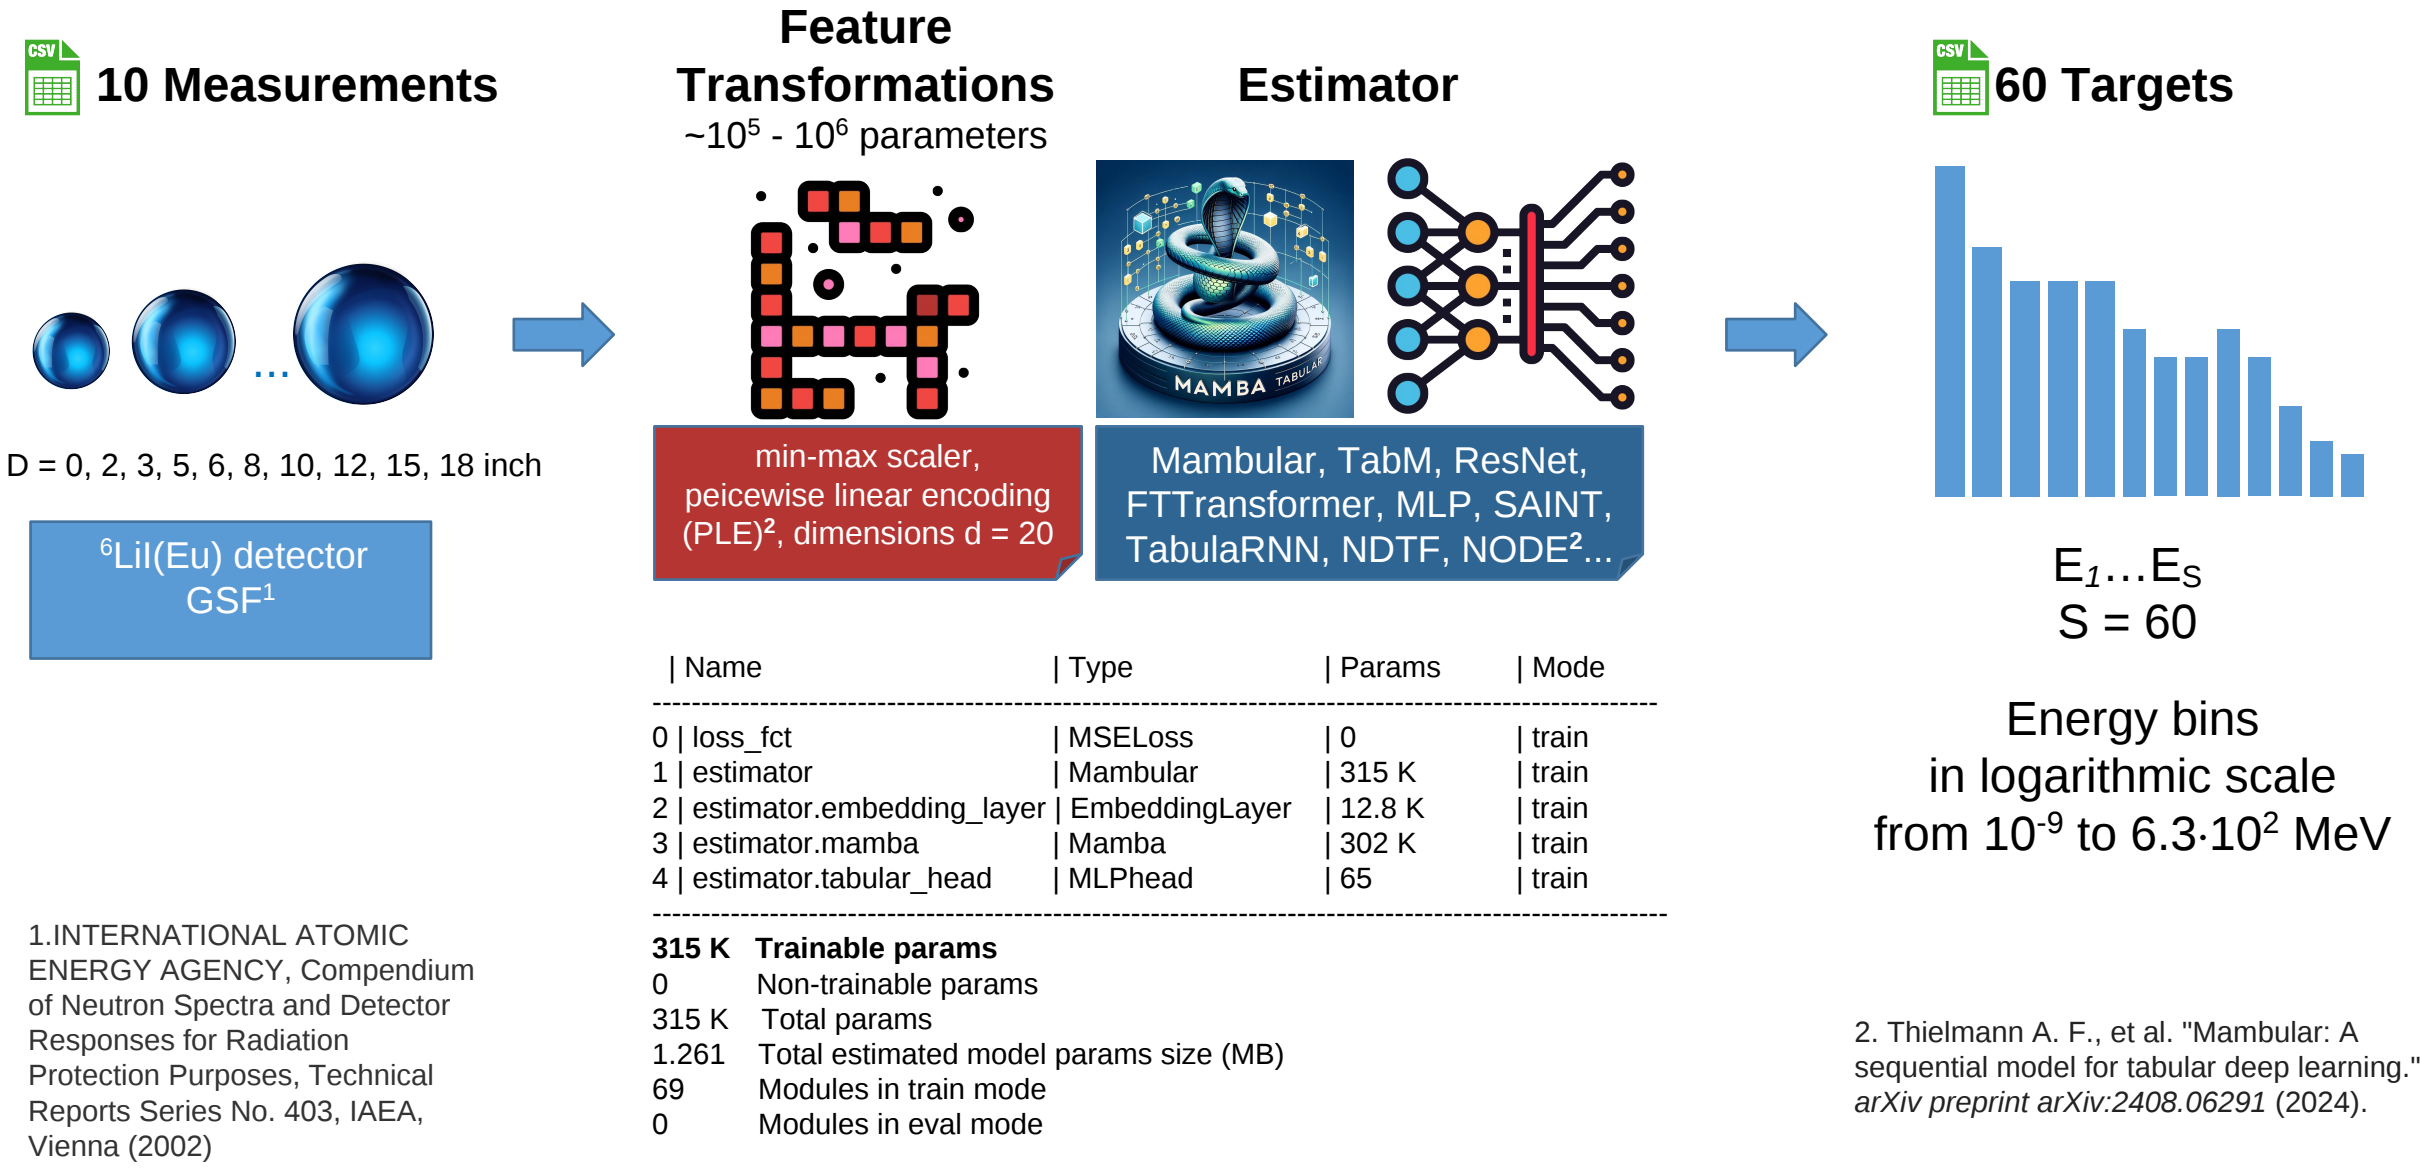 CSV
10 Measurements
D = 0, 2, 3, 5, 6, 8, 10, 12, 15, 18 inch
...
⁶LiI(Eu) detector
GSF¹
1.INTERNATIONAL ATOMIC
ENERGY AGENCY, Compendium
of Neutron Spectra and Detector
Responses for Radiation
Protection Purposes, Technical
Reports Series No. 403, IAEA,
Vienna (2002)
Feature
Transformations
~10⁵ - 10⁶ parameters
min-max scaler,
peicewise linear encoding
(PLE)², dimensions d = 20
Estimator
MAMBA TABULAR
Mambular, TabM, ResNet,
FTTransformer, MLP, SAINT,
TabulaRNN, NDTF, NODE²...
| Name | Type | Params | Mode
---------------------------------------------------------------------------------------------------------
0 | loss_fct | MSELoss | 0 | train
1 | estimator | Mambular | 315 K | train
2 | estimator.embedding_layer | EmbeddingLayer | 12.8 K | train
3 | estimator.mamba | Mamba | 302 K | train
4 | estimator.tabular_head | MLPhead | 65 | train
----------------------------------------------------------------------------------------------------------
315 K Trainable params
0 Non-trainable params
315 K Total params
1.261 Total estimated model params size (MB)
69 Modules in train mode
0 Modules in eval mode
CSV
60 Targets
E₁…E_S
S = 60
Energy bins
in logarithmic scale
from 10⁻⁹ to 6.3·10² MeV
2. Thielmann A. F., et al. "Mambular: A
sequential model for tabular deep learning."
arXiv preprint arXiv:2408.06291 (2024).